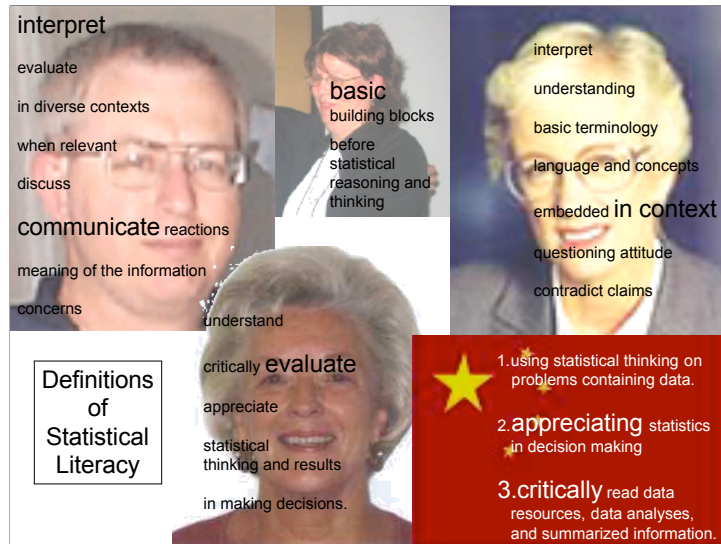 interpret
evaluate
in diverse contexts
when relevant
discuss
communicate reactions
meaning of the information
concerns
basic
building blocks
before
statistical
reasoning and
thinking
interpret
understanding
basic terminology
language and concepts
embedded in context
questioning attitude
contradict claims
understand
critically evaluate
appreciate
statistical
thinking and results
in making decisions.
Definitions
of
Statistical
Literacy
1.using statistical thinking on
problems containing data.
2.appreciating statistics
in decision making
3.critically read data
resources, data analyses,
and summarized information.